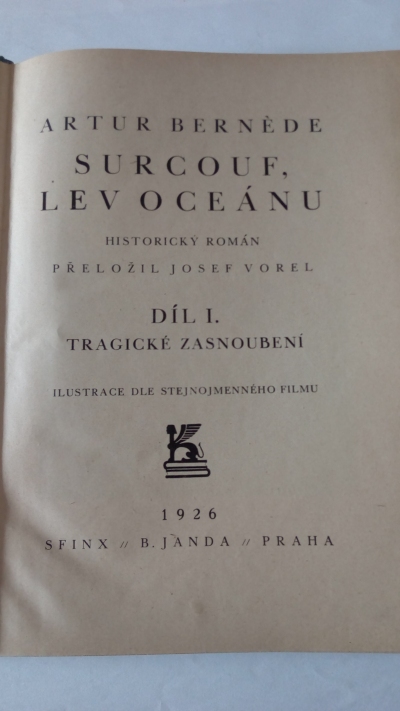 ARTUR BERNÈDE
SURCOUF,
LEV OCEÁNU
HISTORICKÝ ROMÁN
PŘELOŽIL JOSEF VOREL
DÍL I.
TRAGICKÉ ZASNOUBENÍ
ILUSTRACE DLE STEJNOJMENNÉHO FILMU
1926
SFINX // B. JANDA // PRAHA